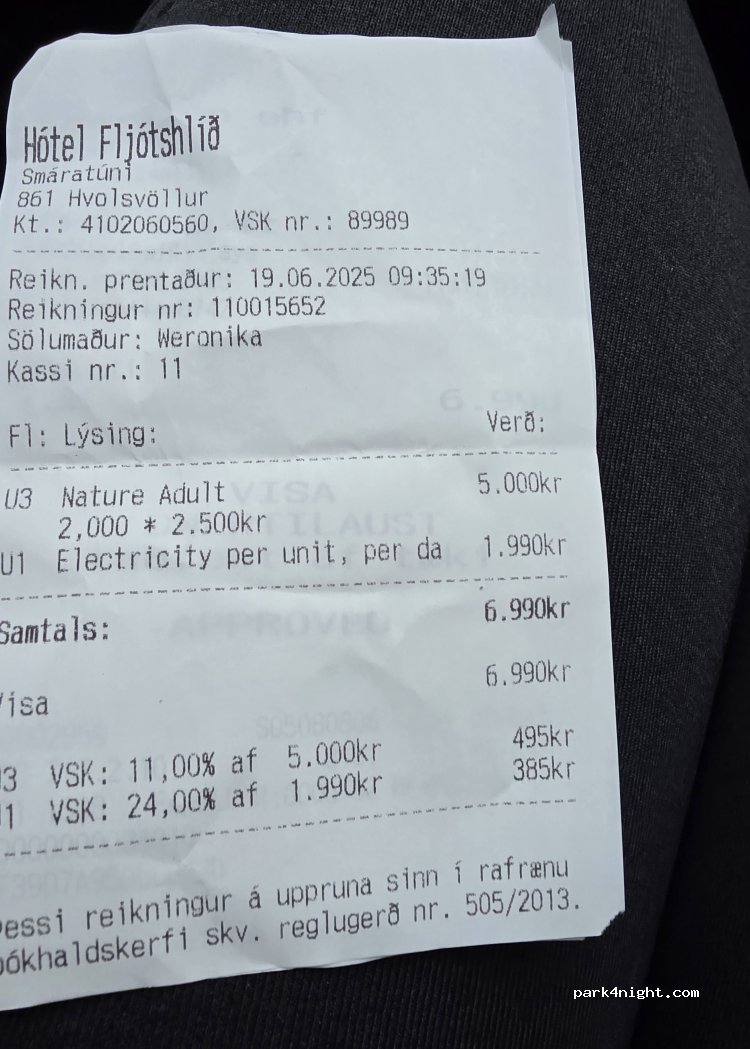 Hótel Fljótshlíð
Smáratúni
861 Hvolsvöllur
Kt.: 4102060560, VSK nr.: 89989
Reikn. prentaður: 19.06.2025 09:35:19
Reikningur nr: 110015652
Sölumaður: Weronika
Kassi nr.: 11
Fl: Lýsing: Verð:
U3 Nature Adult 5.000kr
2,000 * 2.500kr
U1 Electricity per unit, per da 1.990kr
Samtals: 6.990kr
Visa 6.990kr
U3 VSK: 11,00% af 5.000kr 495kr
U1 VSK: 24,00% af 1.990kr 385kr
Þessi reikningur á uppruna sinn í rafrænu
bókhaldskerfi skv. reglugerð nr. 505/2013.
park4night.com